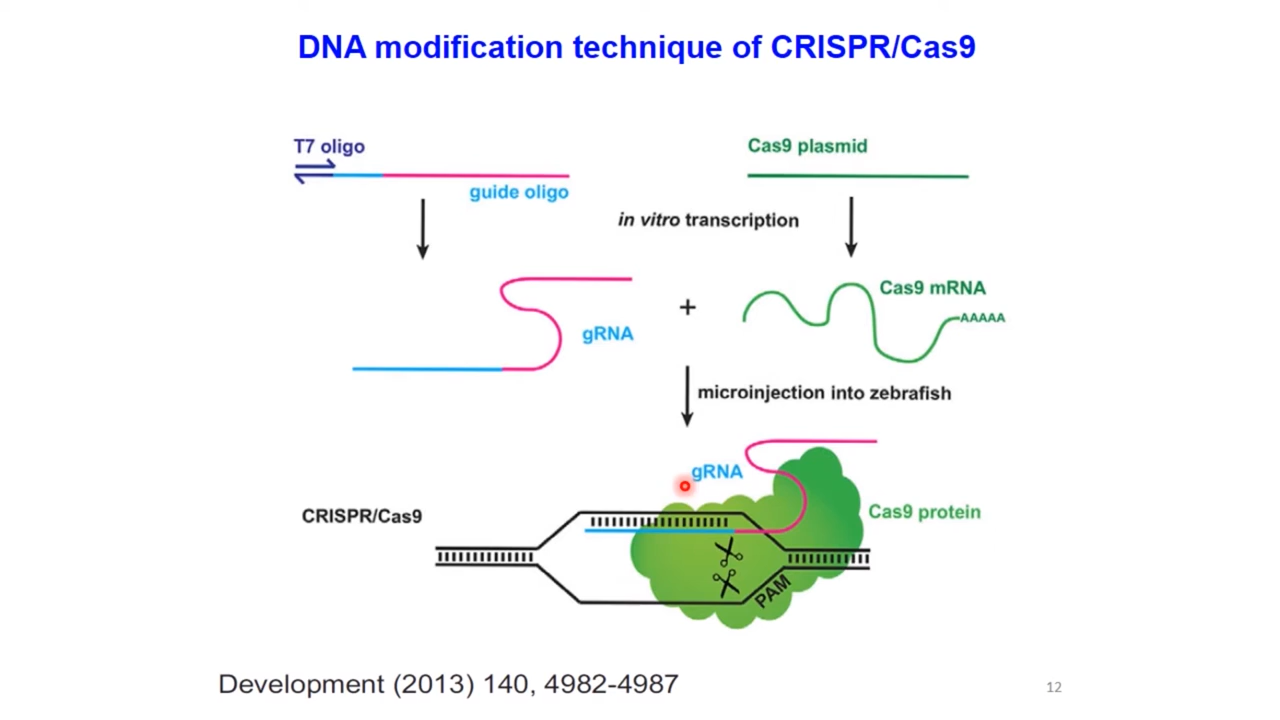 DNA modification technique of CRISPR/Cas9
T7 oligo
guide oligo
Cas9 plasmid
in vitro transcription
gRNA
+
Cas9 mRNA
AAAAA
microinjection into zebrafish
gRNA
CRISPR/Cas9
Cas9 protein
PAM
Development (2013) 140, 4982-4987
12